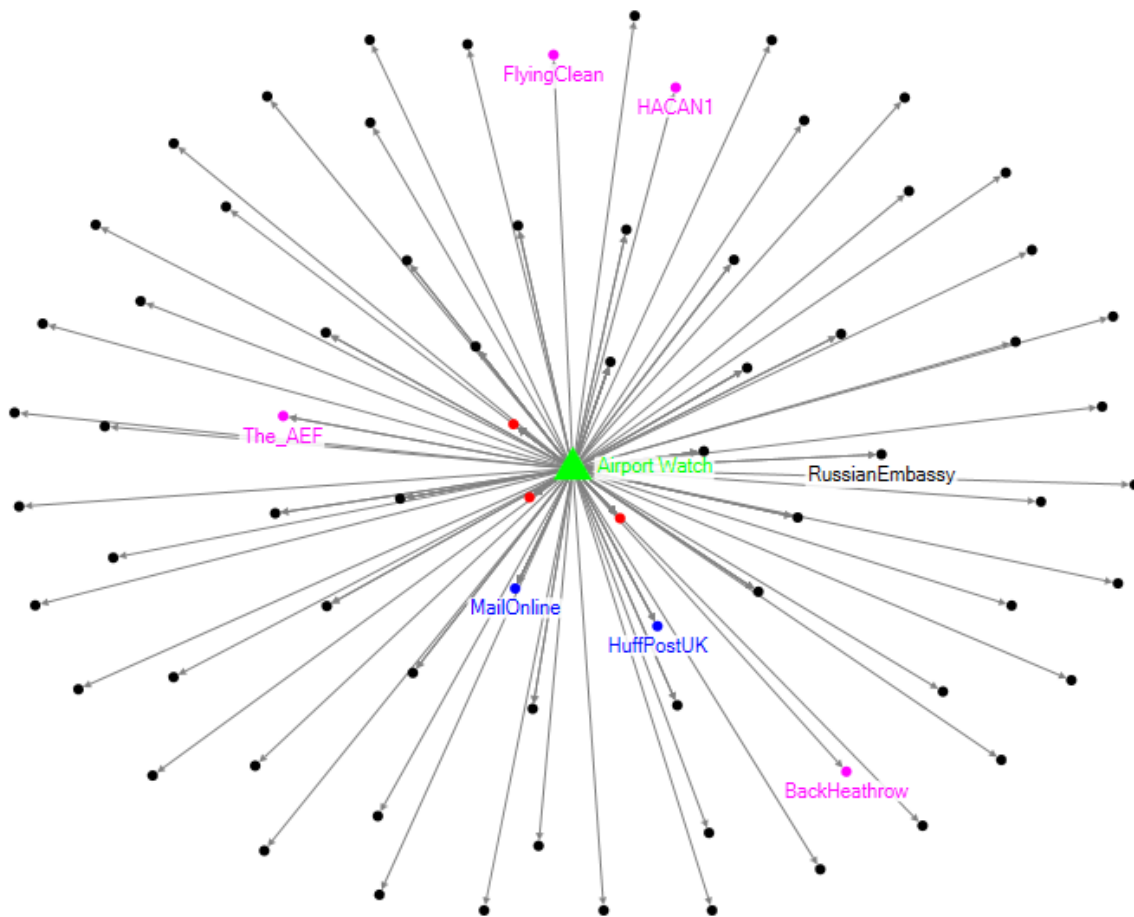 FlyingClean
HACAN1
The_AEF
Airport Watch
RussianEmbassy
MailOnline
HuffPostUK
BackHeathrow